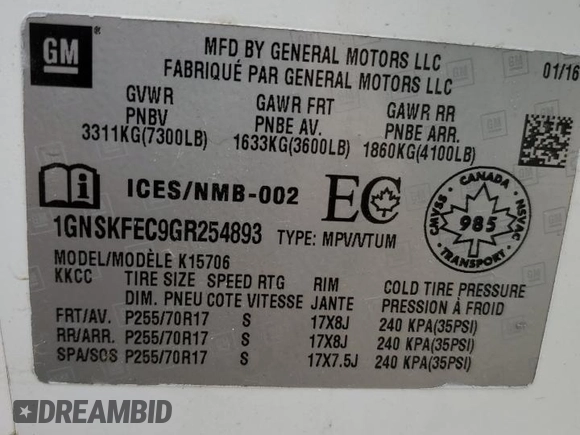 GM
MFD BY GENERAL MOTORS LLC
FABRIQUÉ PAR GENERAL MOTORS LLC
01/16
GVWR GAWR FRT GAWR RR
PNBV PNBE AV. PNBE ARR.
3311KG(7300LB) 1633KG(3600LB) 1860KG(4100LB)
ICES/NMB-002
EC
CANADA
CMVSS
NSVAC
985
TRANSPORT
1GNSKFEC9GR254893 TYPE: MPV/VTUM
MODEL/MODÈLE K15706
KKCC TIRE SIZE SPEED RTG RIM COLD TIRE PRESSURE
DIM. PNEU COTE VITESSE JANTE PRESSION À FROID
FRT/AV. P255/70R17 S 17X8J 240 KPA(35PSI)
RR/ARR. P255/70R17 S 17X8J 240 KPA(35PSI)
SPA/SCS P255/70R17 S 17X7.5J 240 KPA(35PSI)
DREAMBID